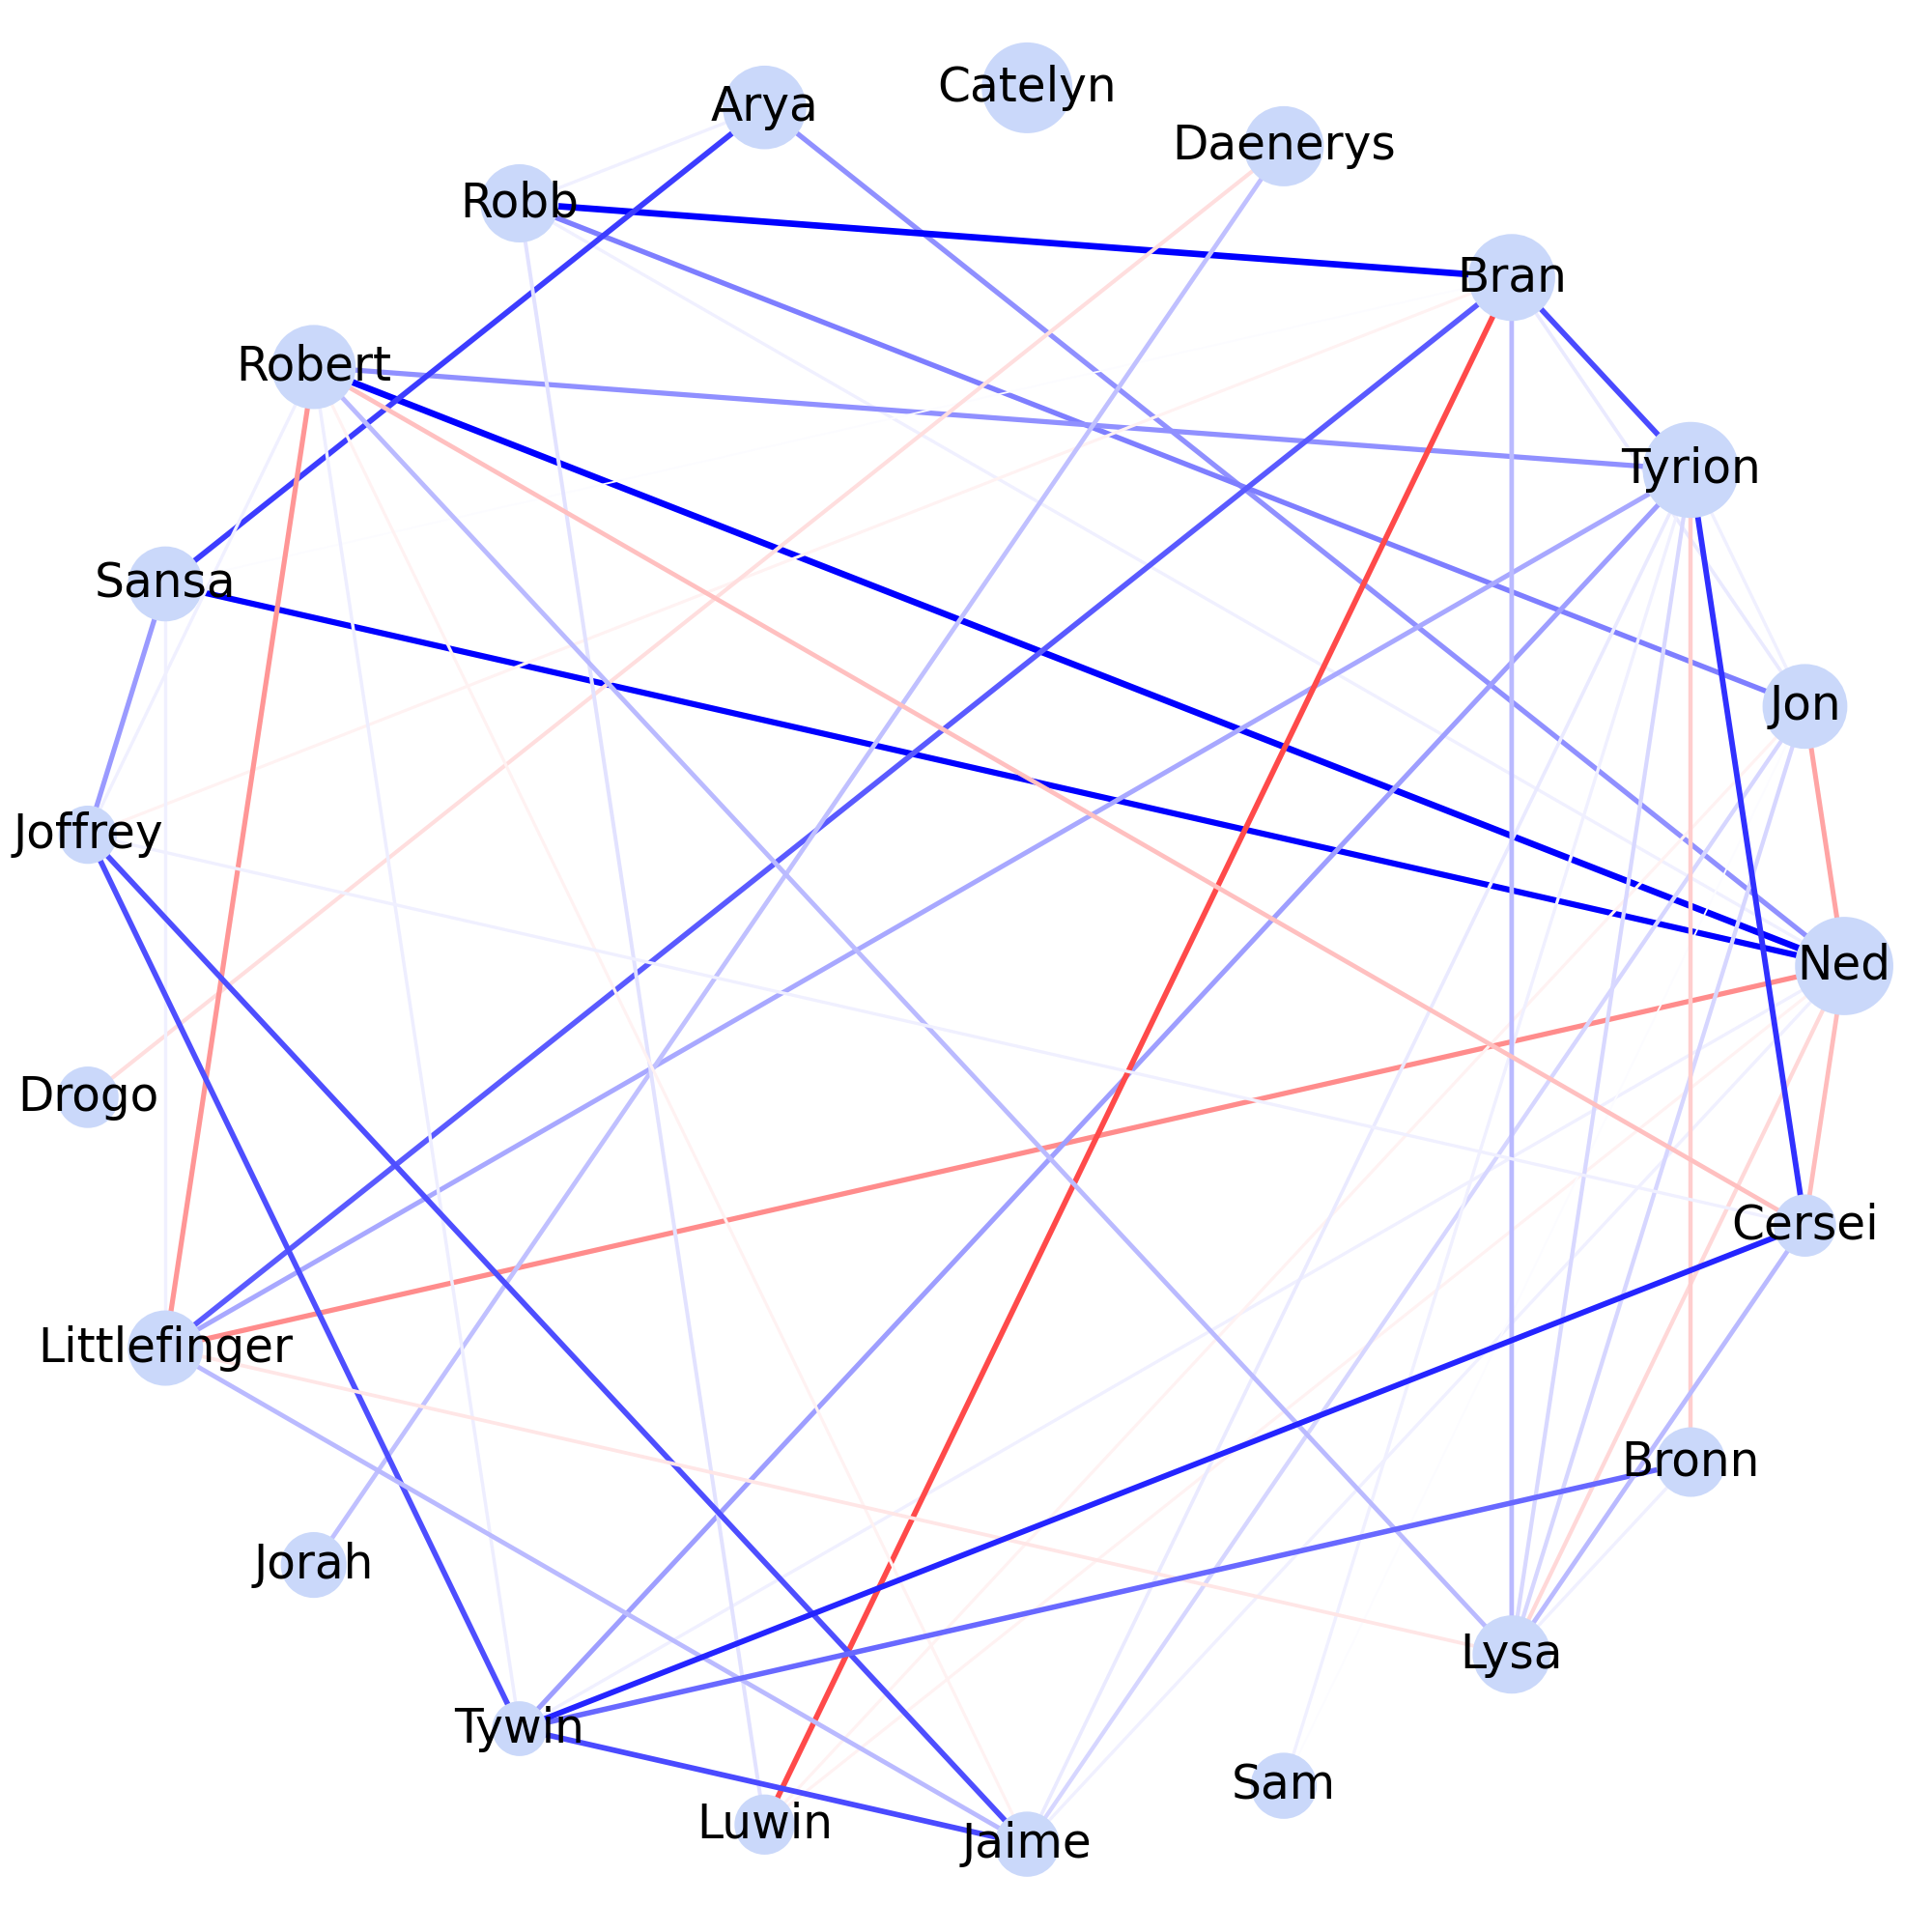 Catelyn
Arya
Daenerys
Robb
Bran
Robert
Tyrion
Sansa
Jon
Joffrey
Ned
Drogo
Cersei
Littlefinger
Bronn
Jorah
Lysa
Tywin
Sam
Luwin
Jaime